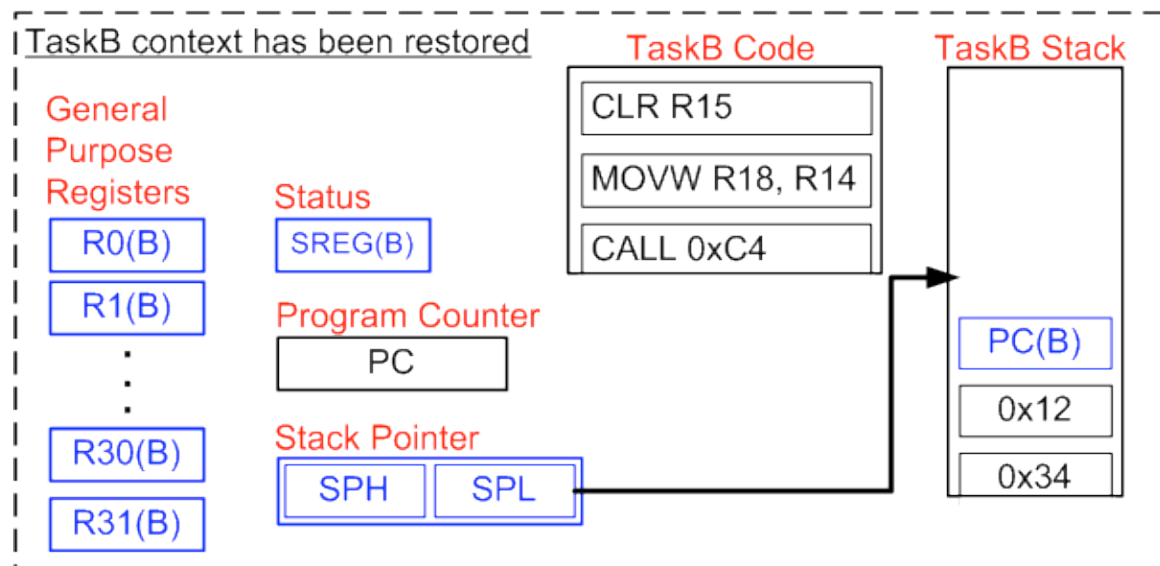 TaskB context has been restored
General
Purpose
Registers
R0(B)
R1(B)
.
.
.
R30(B)
R31(B)
Status
SREG(B)
Program Counter
PC
Stack Pointer
SPH SPL
TaskB Code
CLR R15
MOVW R18, R14
CALL 0xC4
TaskB Stack
PC(B)
0x12
0x34